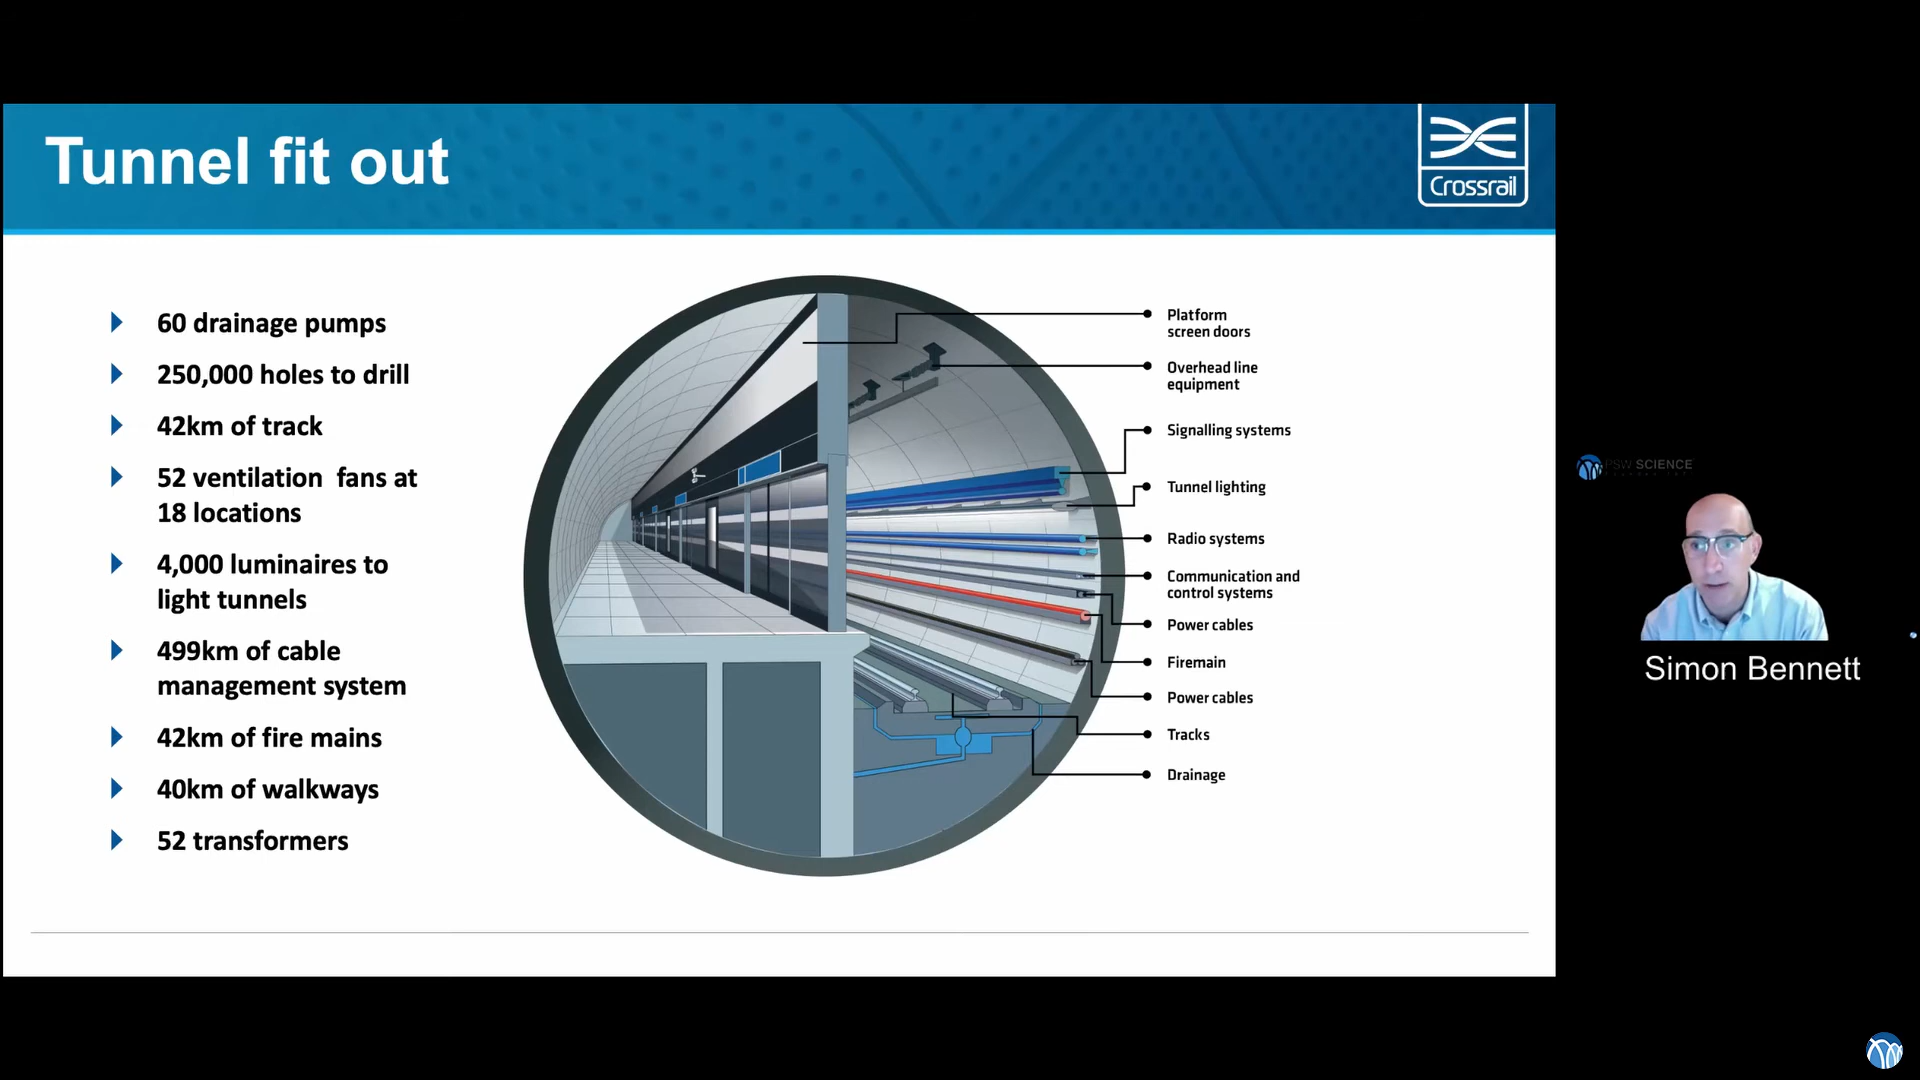 Tunnel fit out
Crossrail
60 drainage pumps
250,000 holes to drill
42km of track
52 ventilation fans at
18 locations
4,000 luminaires to
light tunnels
499km of cable
management system
42km of fire mains
40km of walkways
52 transformers
Platform
screen doors
Overhead line
equipment
Signalling systems
Tunnel lighting
Radio systems
Communication and
control systems
Power cables
Firemain
Power cables
Tracks
Drainage
PSW SCIENCE
Simon Bennett